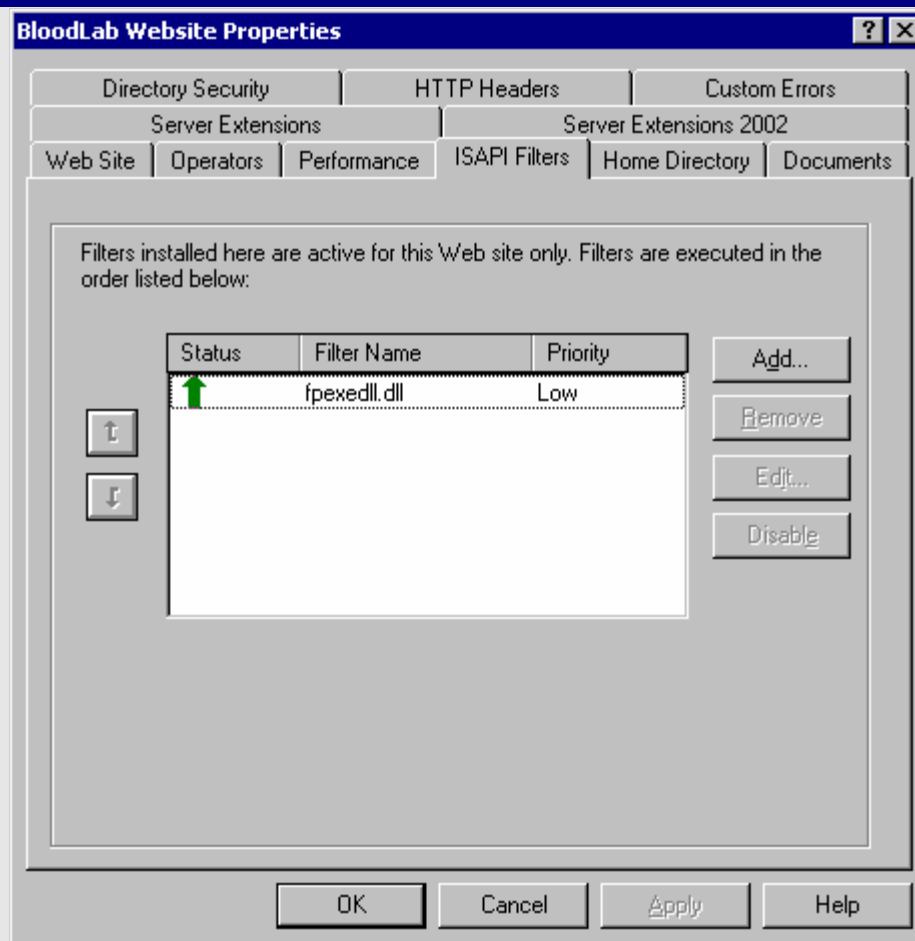 BloodLab Website Properties
Directory Security HTTP Headers Custom Errors
Server Extensions Server Extensions 2002
Web Site Operators Performance ISAPI Filters Home Directory Documents
Filters installed here are active for this Web site only. Filters are executed in the
order listed below:
Status Filter Name Priority
fpexedll.dll Low
Add...
Remove
Edit...
Disable
OK Cancel Apply Help